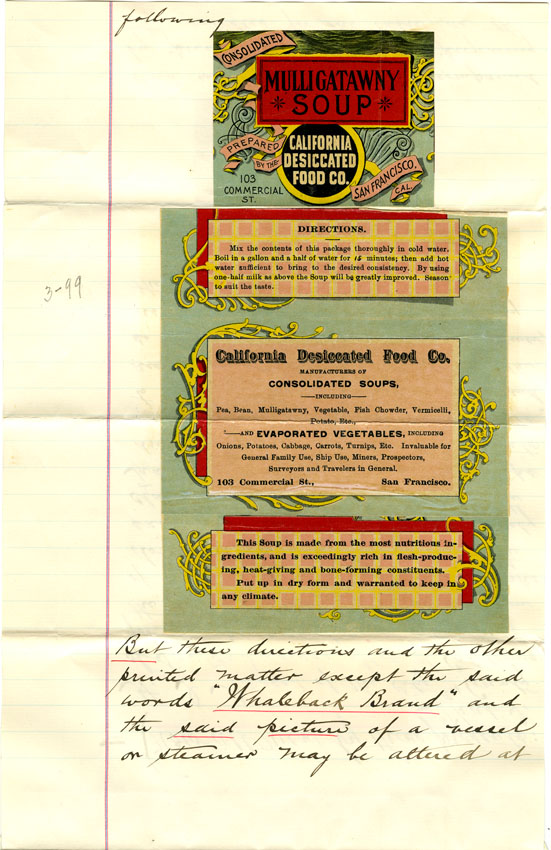 following
CONSOLIDATED
MULLIGATAWNY
SOUP
PREPARED
BY THE
CALIFORNIA
DESICCATED
FOOD CO.
103
COMMERCIAL
ST.
SAN FRANCISCO.
CAL.
DIRECTIONS.
Mix the contents of this package thoroughly in cold water.
Boil in a gallon and a half of water for 15 minutes; then add hot
water sufficient to bring to the desired consistency. By using
one-half milk as above the Soup will be greatly improved. Season
to suit the taste.
3-99
California Desiccated Food Co.
MANUFACTURERS OF
CONSOLIDATED SOUPS,
INCLUDING
Pea, Bean, Mulligatawny, Vegetable, Fish Chowder, Vermicelli,
Potato, Etc.,
AND EVAPORATED VEGETABLES, INCLUDING
Onions, Potatoes, Cabbage, Carrots, Turnips, Etc. Invaluable for
General Family Use, Ship Use, Miners, Prospectors,
Surveyors and Travelers in General.
103 Commercial St., San Francisco.
This Soup is made from the most nutritious in-
gredients, and is exceedingly rich in flesh-produc-
ing, heat-giving and bone-forming constituents.
Put up in dry form and warranted to keep in
any climate.
But these directions and the other
printed matter except the said
words "Whaleback Brand" and
the said picture of a vessel
or steamer may be altered at